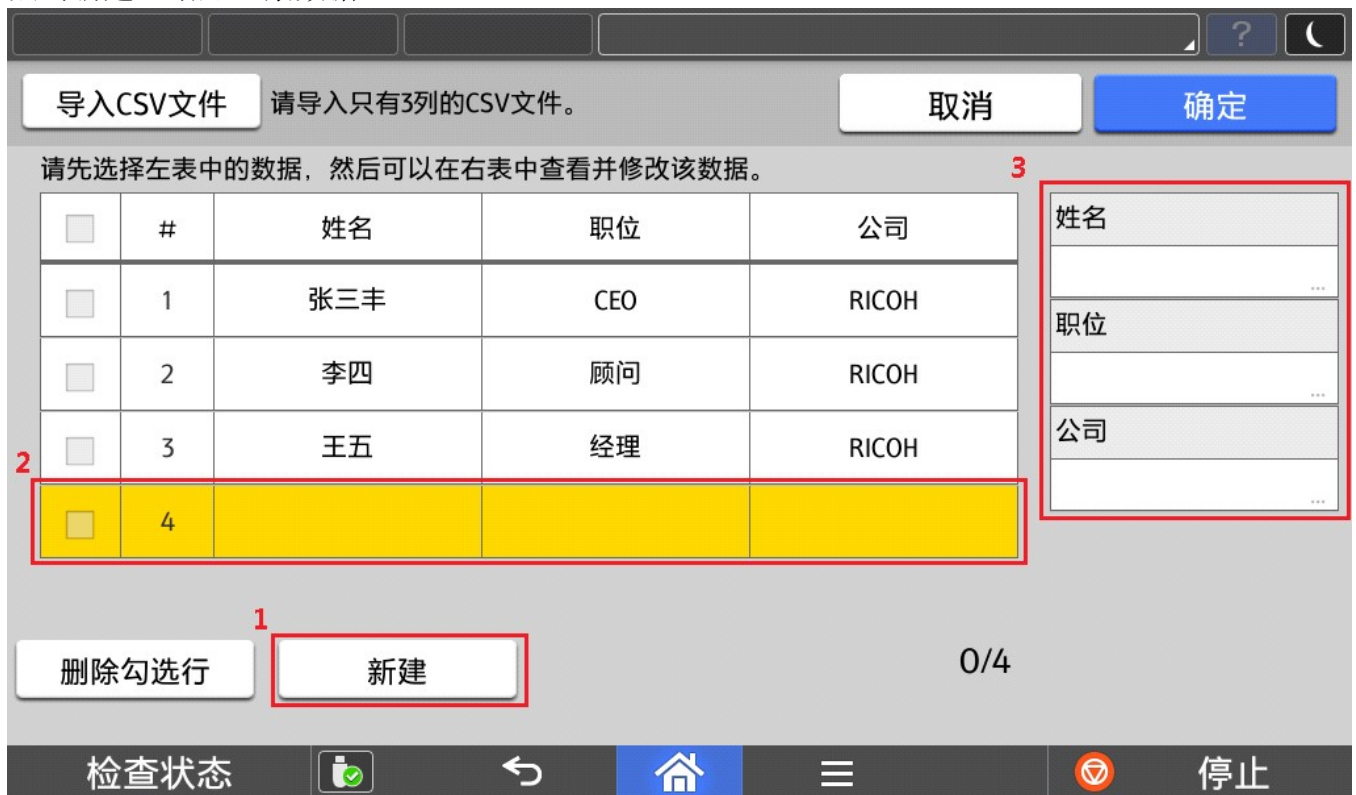 ?
导入CSV文件 请导入只有3列的CSV文件。 取消 确定
请先选择左表中的数据，然后可以在右表中查看并修改该数据。 3
# 姓名 职位 公司
1 张三丰 CEO RICOH
2 李四 顾问 RICOH
3 王五 经理 RICOH
2
4
姓名
...
职位
...
公司
...
1
删除勾选行 新建 0/4
检查状态 停止